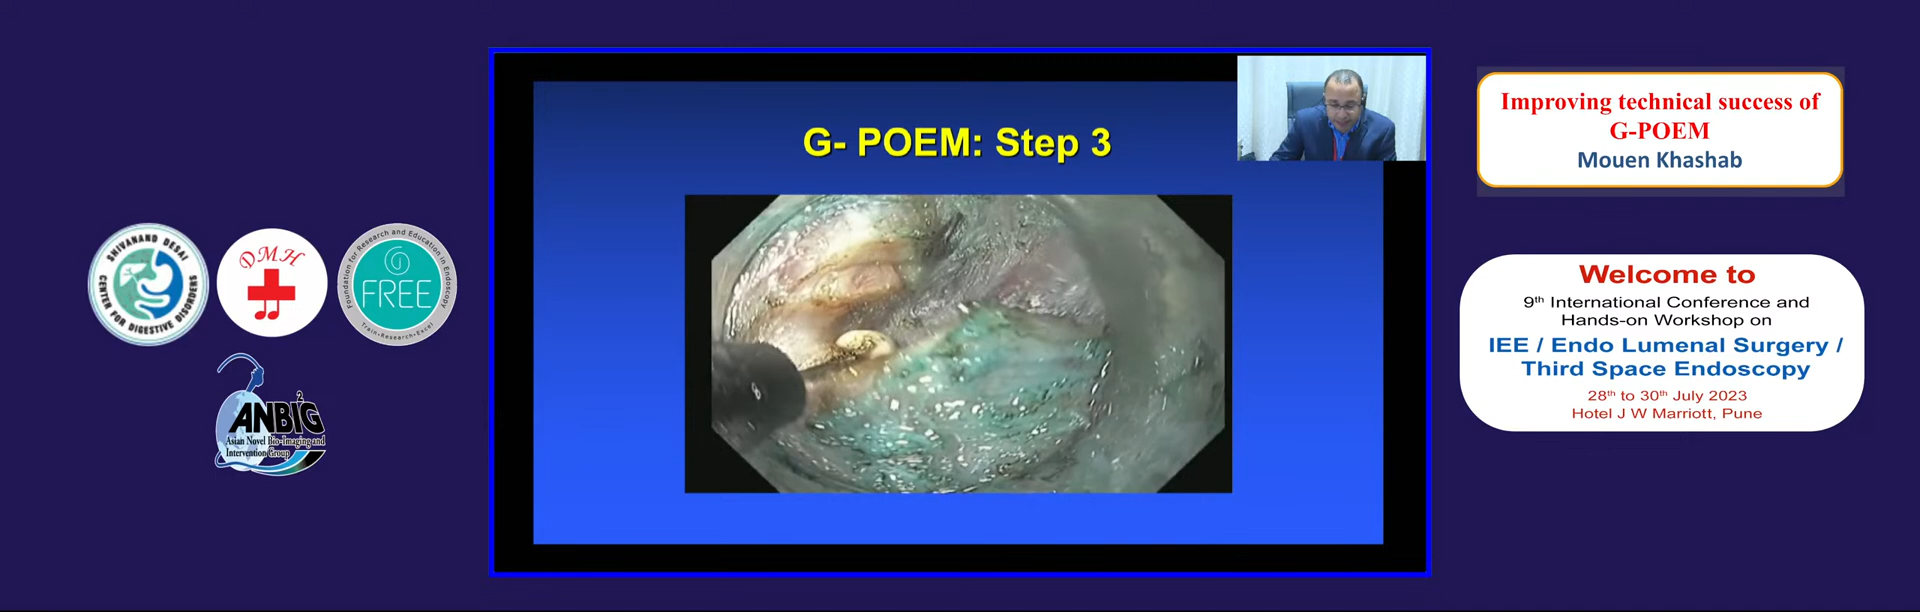 SHIVANAND DESAI
CENTER FOR DIGESTIVE DISORDERS
DMH
Foundation for Research and Education in Endoscopy
FREE
Train•Research•Excel
ANBIG2
Asian Novel Bio-Imaging and
Intervention Group
G- POEM: Step 3
Improving technical success of
G-POEM
Mouen Khashab
Welcome to
9th International Conference and
Hands-on Workshop on
IEE / Endo Lumenal Surgery /
Third Space Endoscopy
28th to 30th July 2023
Hotel J W Marriott, Pune